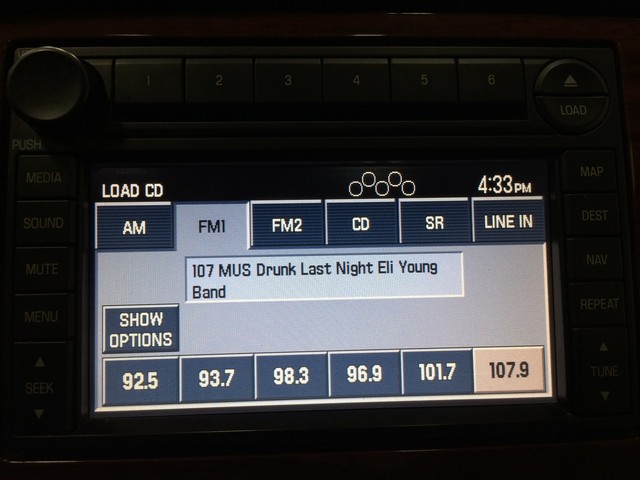 1 2 3 4 5 6
LOAD
PUSH
MEDIA
SOUND
MUTE
MENU
SEEK
LOAD CD
4:33PM
AM FM1 FM2 CD SR LINE IN
107 MUS Drunk Last Night Eli Young
Band
SHOW
OPTIONS
92.5 93.7 98.3 96.9 101.7 107.9
MAP
DEST
NAV
REPEAT
TUNE